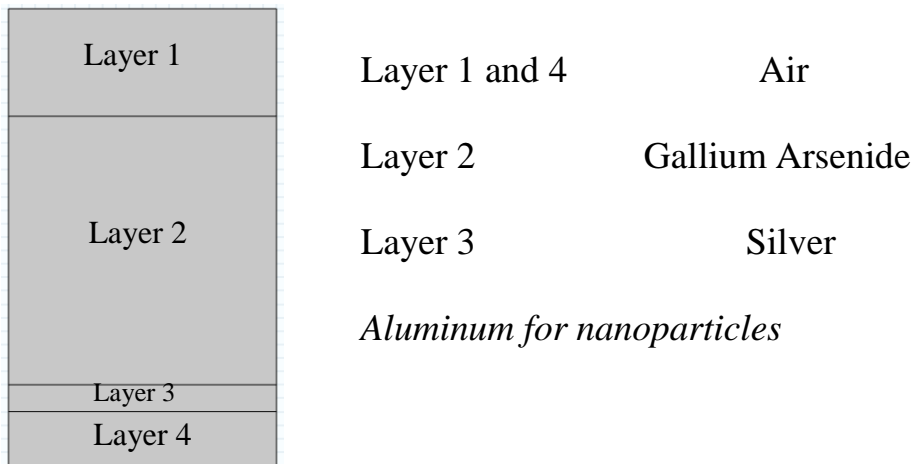 Layer 1
Layer 2
Layer 3
Layer 4
Layer 1 and 4 Air
Layer 2 Gallium Arsenide
Layer 3 Silver
Aluminum for nanoparticles